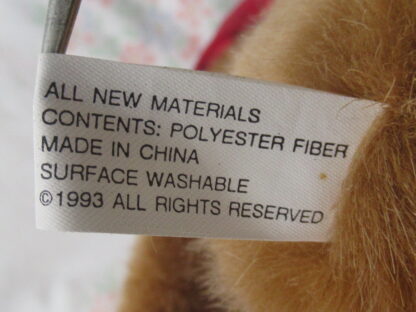 ALL NEW MATERIALS
CONTENTS: POLYESTER FIBER
MADE IN CHINA
SURFACE WASHABLE
©1993 ALL RIGHTS RESERVED